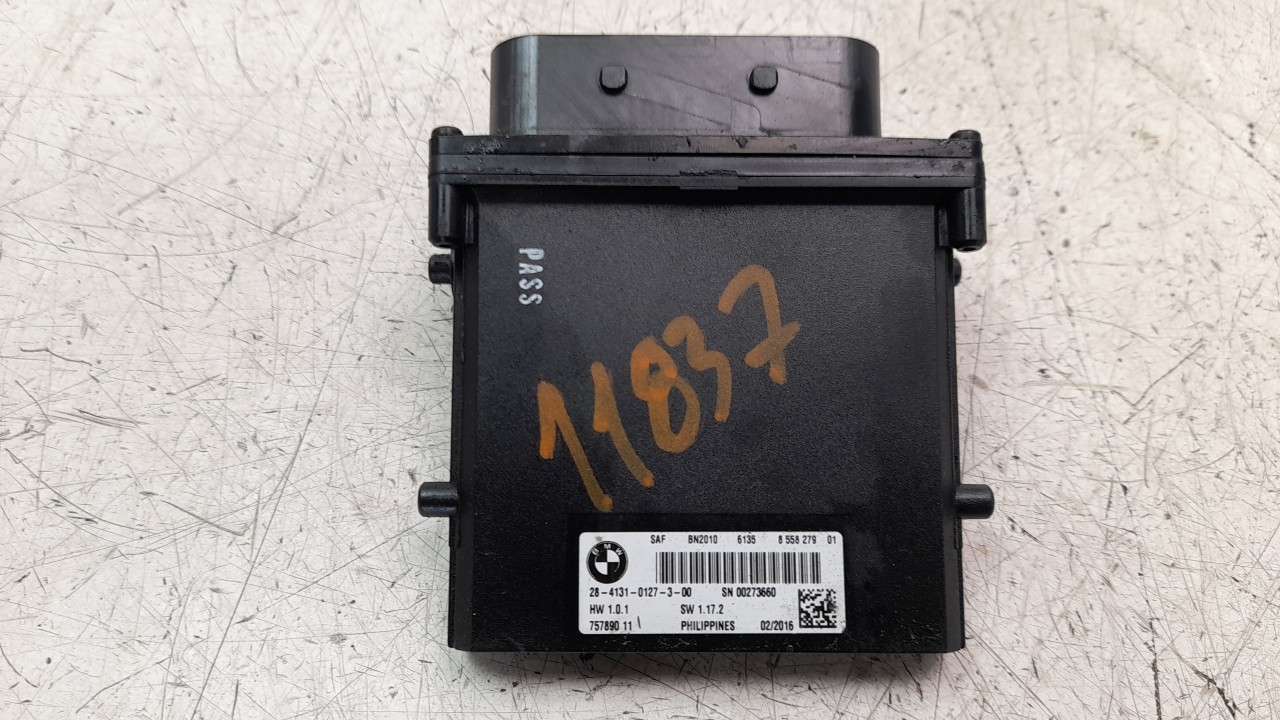 PASS
11837
BMW
SAF BN2010 6135 8 558 279 01
28-4131-0127-3-00 SN 00273660
HW 1.0.1 SW 1.17.2
757890 11 PHILIPPINES 02/2016